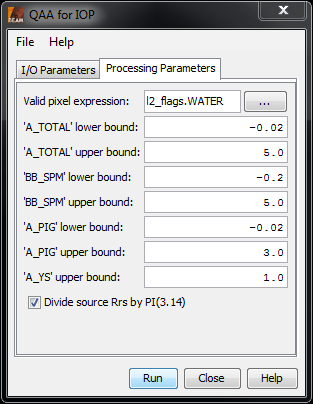 QAA for IOP
File Help
I/O Parameters Processing Parameters
Valid pixel expression: l2_flags.WATER ...
'A_TOTAL' lower bound: -0.02
'A_TOTAL' upper bound: 5.0
'BB_SPM' lower bound: -0.2
'BB_SPM' upper bound: 5.0
'A_PIG' lower bound: -0.02
'A_PIG' upper bound: 3.0
'A_YS' upper bound: 1.0
Divide source Rrs by PI(3.14)
Run Close Help